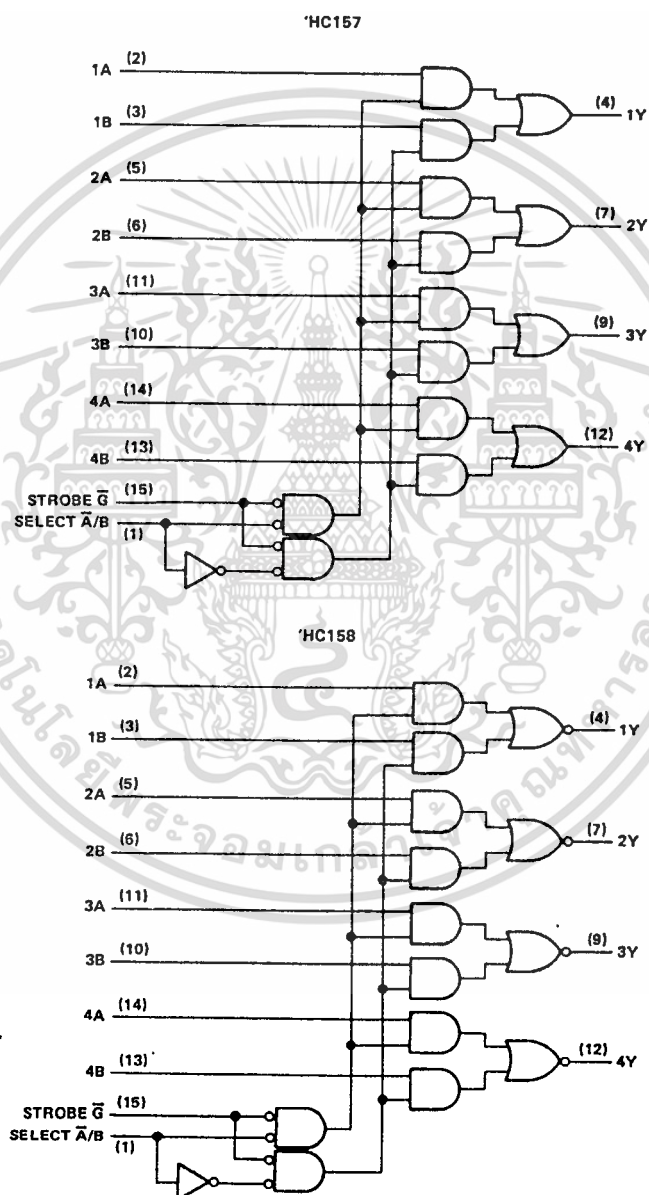 'HC157
1A (2)
1B (3)
2A (5)
2B (6)
3A (11)
3B (10)
4A (14)
4B (13)
STROBE G̅ (15)
SELECT A̅/B
(1)
(4) 1Y
(7) 2Y
(9) 3Y
(12) 4Y
'HC158
1A (2)
1B (3)
2A (5)
2B (6)
3A (11)
3B (10)
4A (14)
4B (13)
STROBE G̅ (15)
SELECT A̅/B
(1)
(4) 1Y
(7) 2Y
(9) 3Y
(12) 4Y